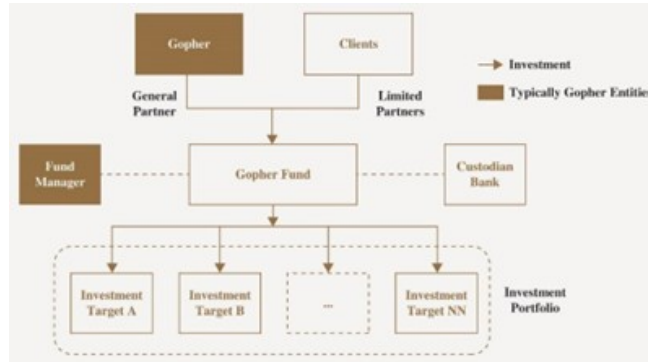 Gopher
Clients
Investment
General
Partner
Limited
Partners
Typically Gopher Entities
Fund
Manager
Gopher Fund
Custodian
Bank
Investment
Target A
Investment
Target B
...
Investment
Target NN
Investment
Portfolio